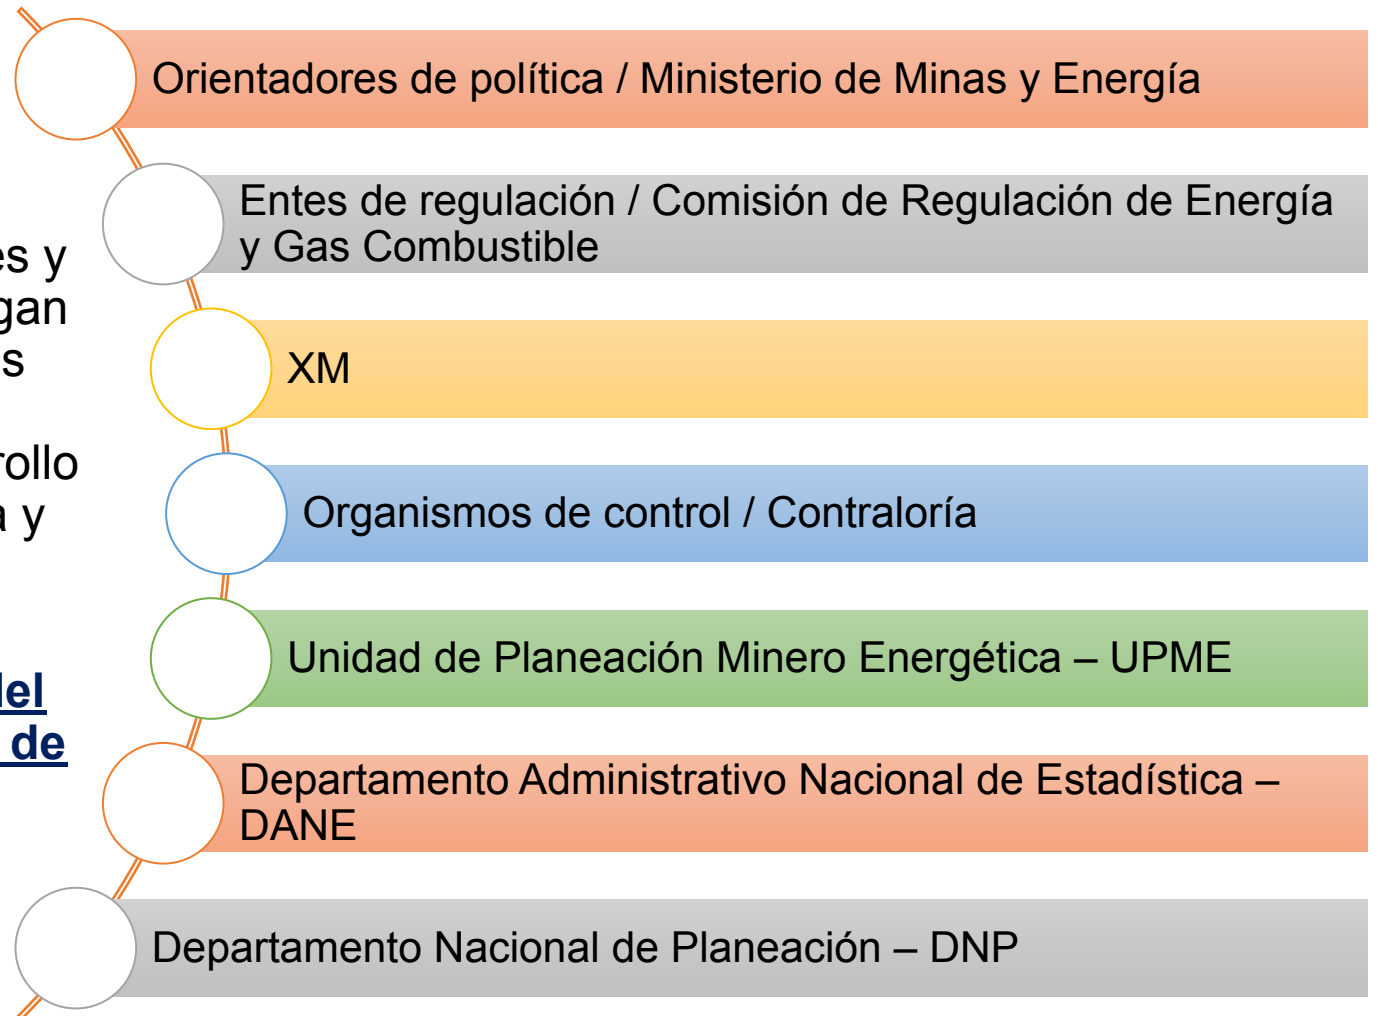 Orientadores de política / Ministerio de Minas y Energía
Entes de regulación / Comisión de Regulación de Energía
y Gas Combustible
XM
Organismos de control / Contraloría
Unidad de Planeación Minero Energética – UPME
Departamento Administrativo Nacional de Estadística –
DANE
Departamento Nacional de Planeación – DNP
y
y
de